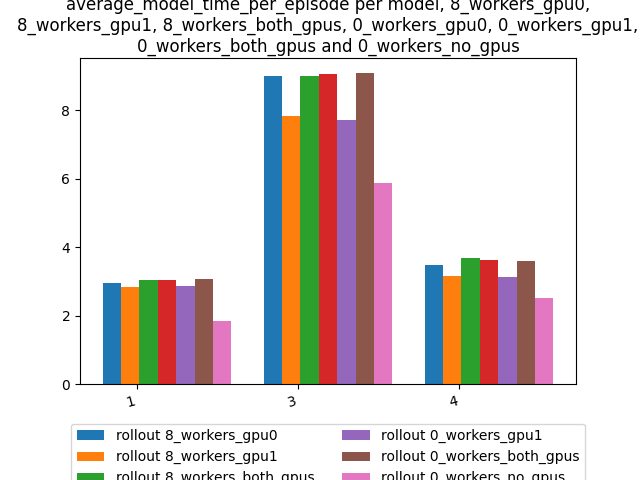 average_model_time_per_episode per model, 8_workers_gpu0,
8_workers_gpu1, 8_workers_both_gpus, 0_workers_gpu0, 0_workers_gpu1,
0_workers_both_gpus and 0_workers_no_gpus
8
6
4
2
0
1
3
4
rollout 8_workers_gpu0
rollout 8_workers_gpu1
rollout 8_workers_both_gpus
rollout 0_workers_gpu1
rollout 0_workers_both_gpus
rollout 0_workers_no_gpus